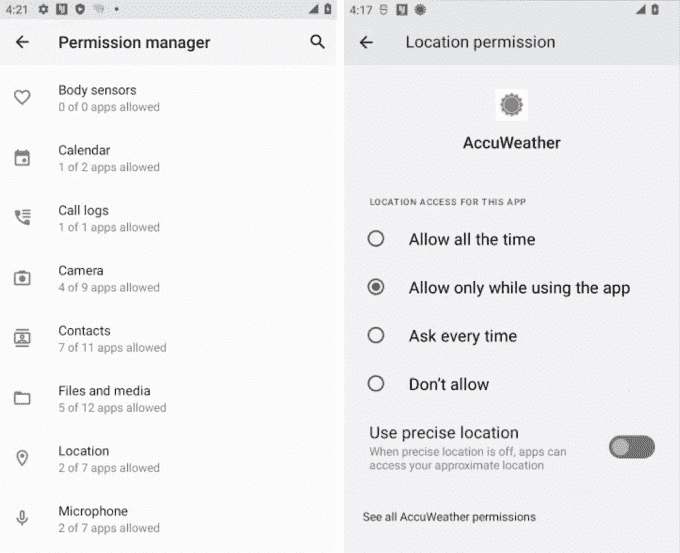 4:21
Permission manager
Body sensors
0 of 0 apps allowed
Calendar
1 of 2 apps allowed
Call logs
1 of 1 apps allowed
Camera
4 of 9 apps allowed
Contacts
7 of 11 apps allowed
Files and media
5 of 12 apps allowed
Location
2 of 7 apps allowed
Microphone
2 of 7 apps allowed
4:17
Location permission
AccuWeather
LOCATION ACCESS FOR THIS APP
Allow all the time
Allow only while using the app
Ask every time
Don't allow
Use precise location
When precise location is off, apps can
access your approximate location
See all AccuWeather permissions